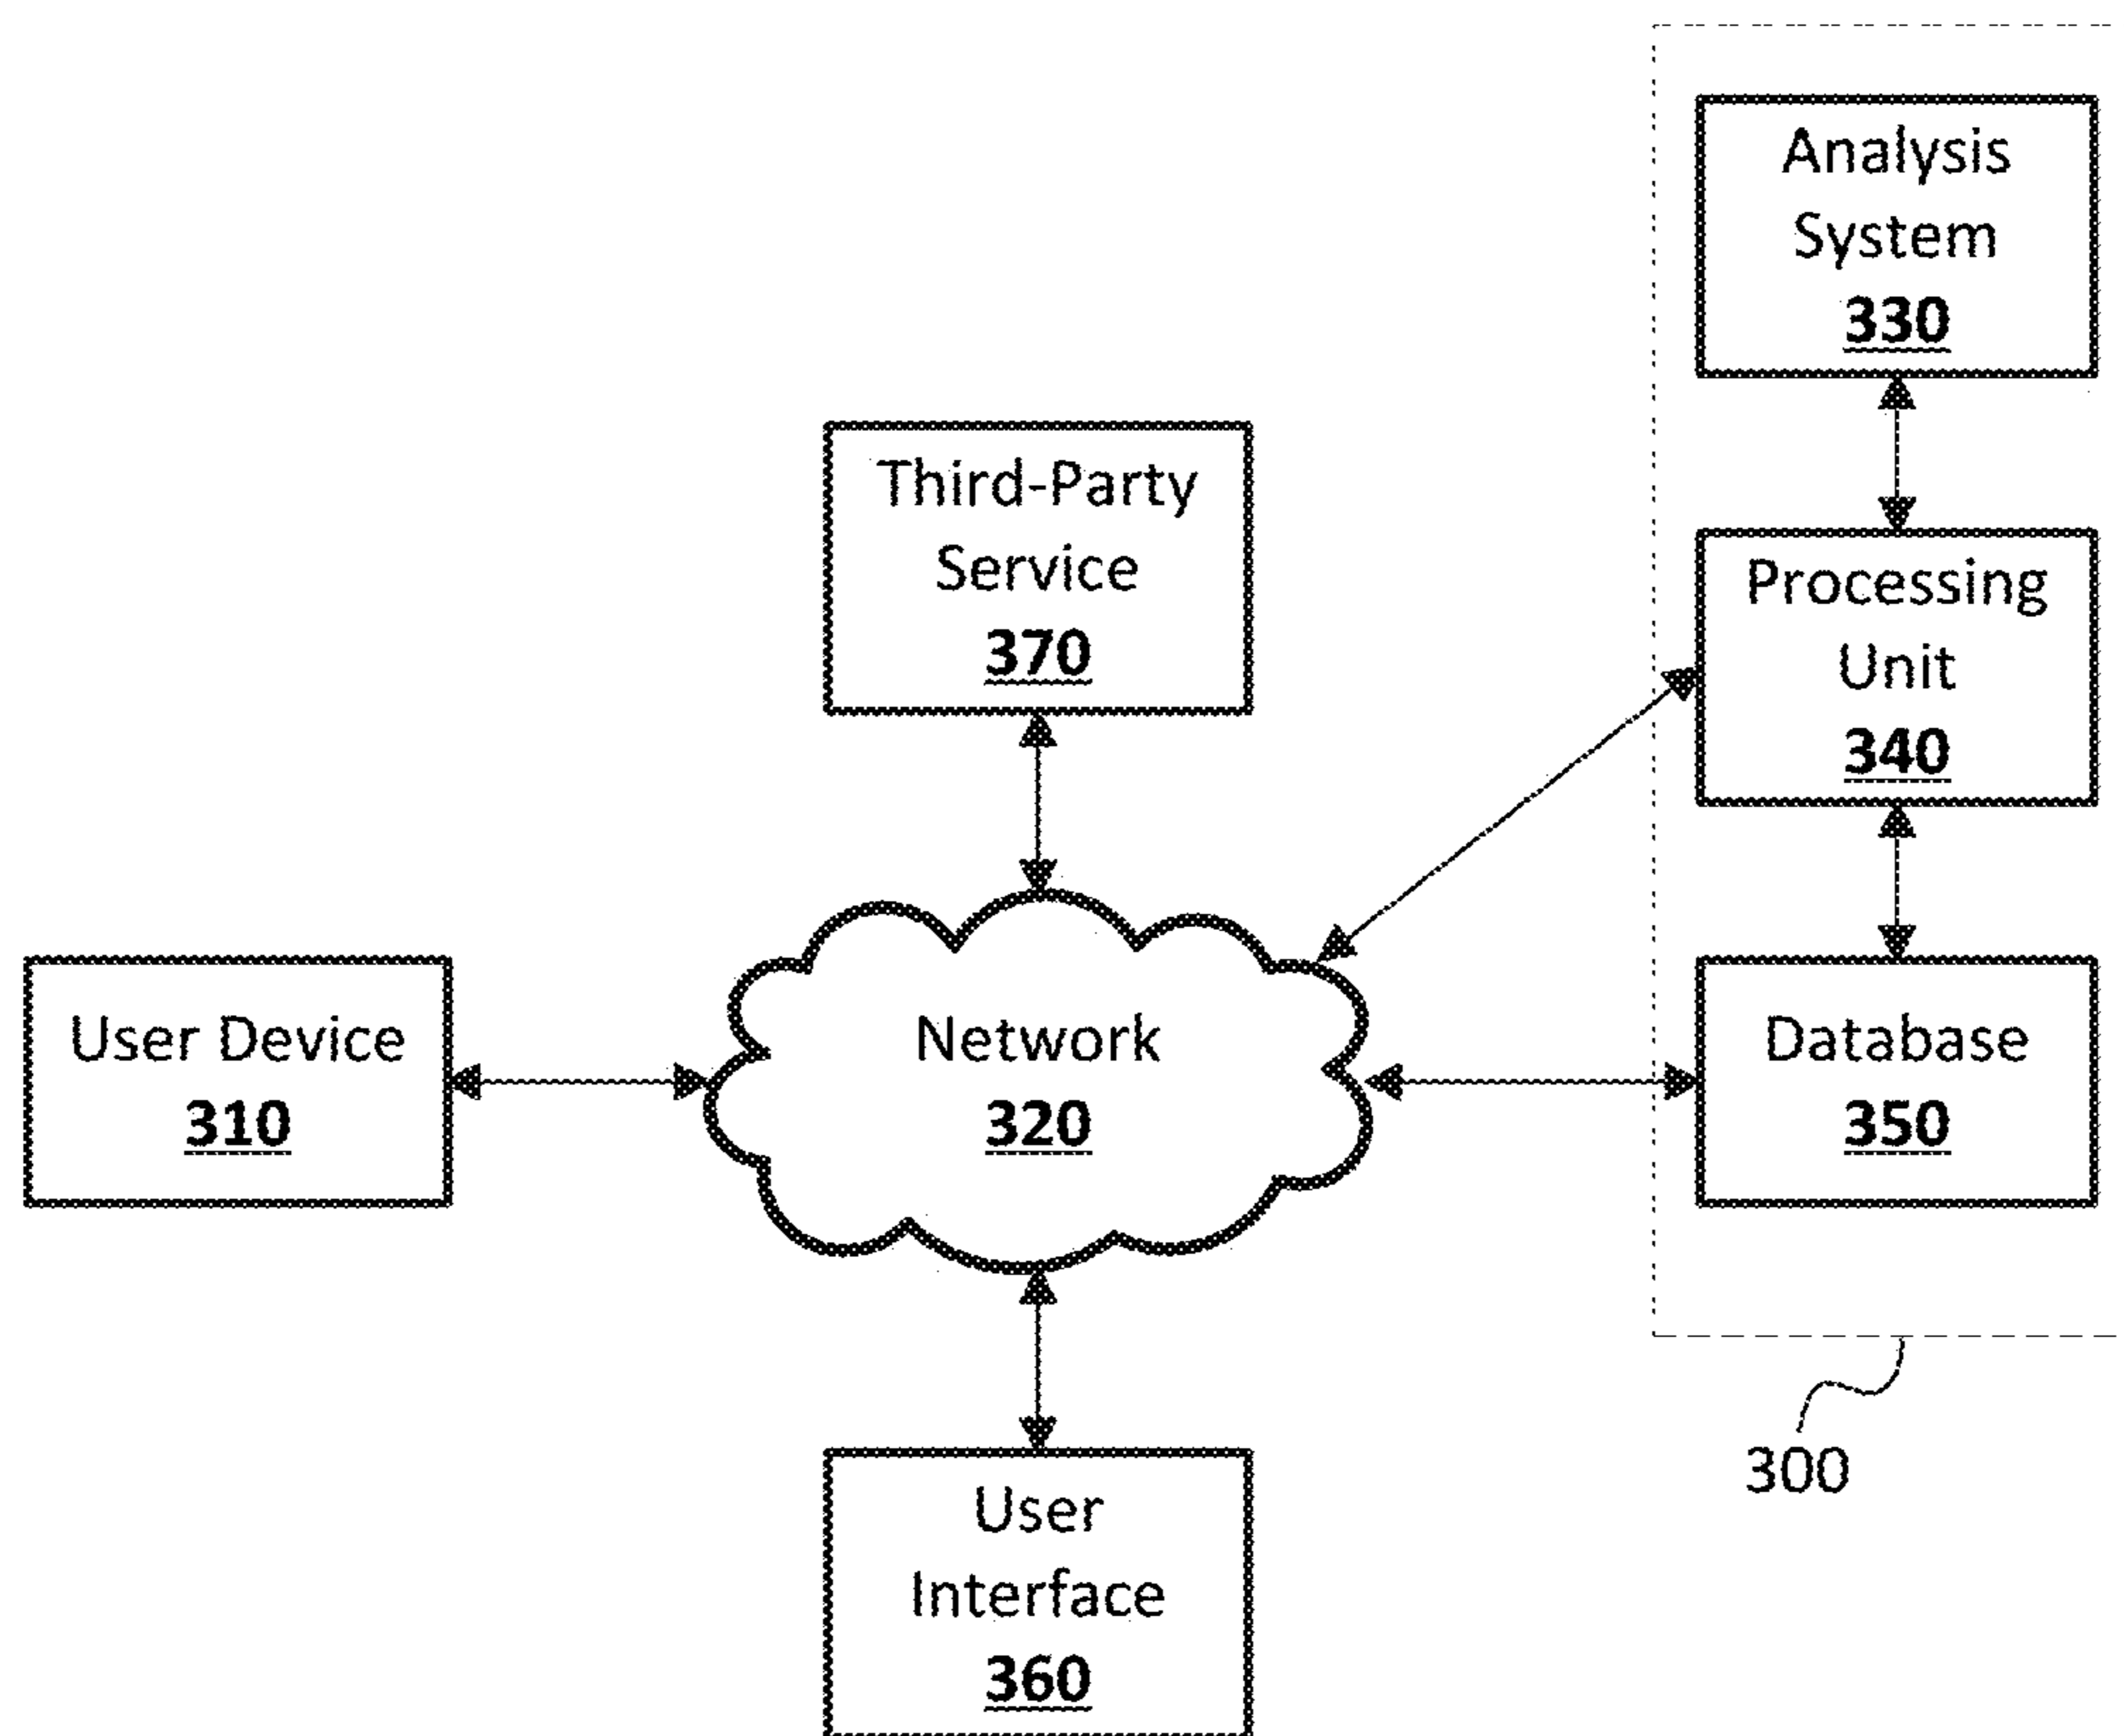 Analysis
System
330
Third-Party
Service
370
Processing
Unit
340
User Device
310
Network
320
Database
350
300
User
Interface
360